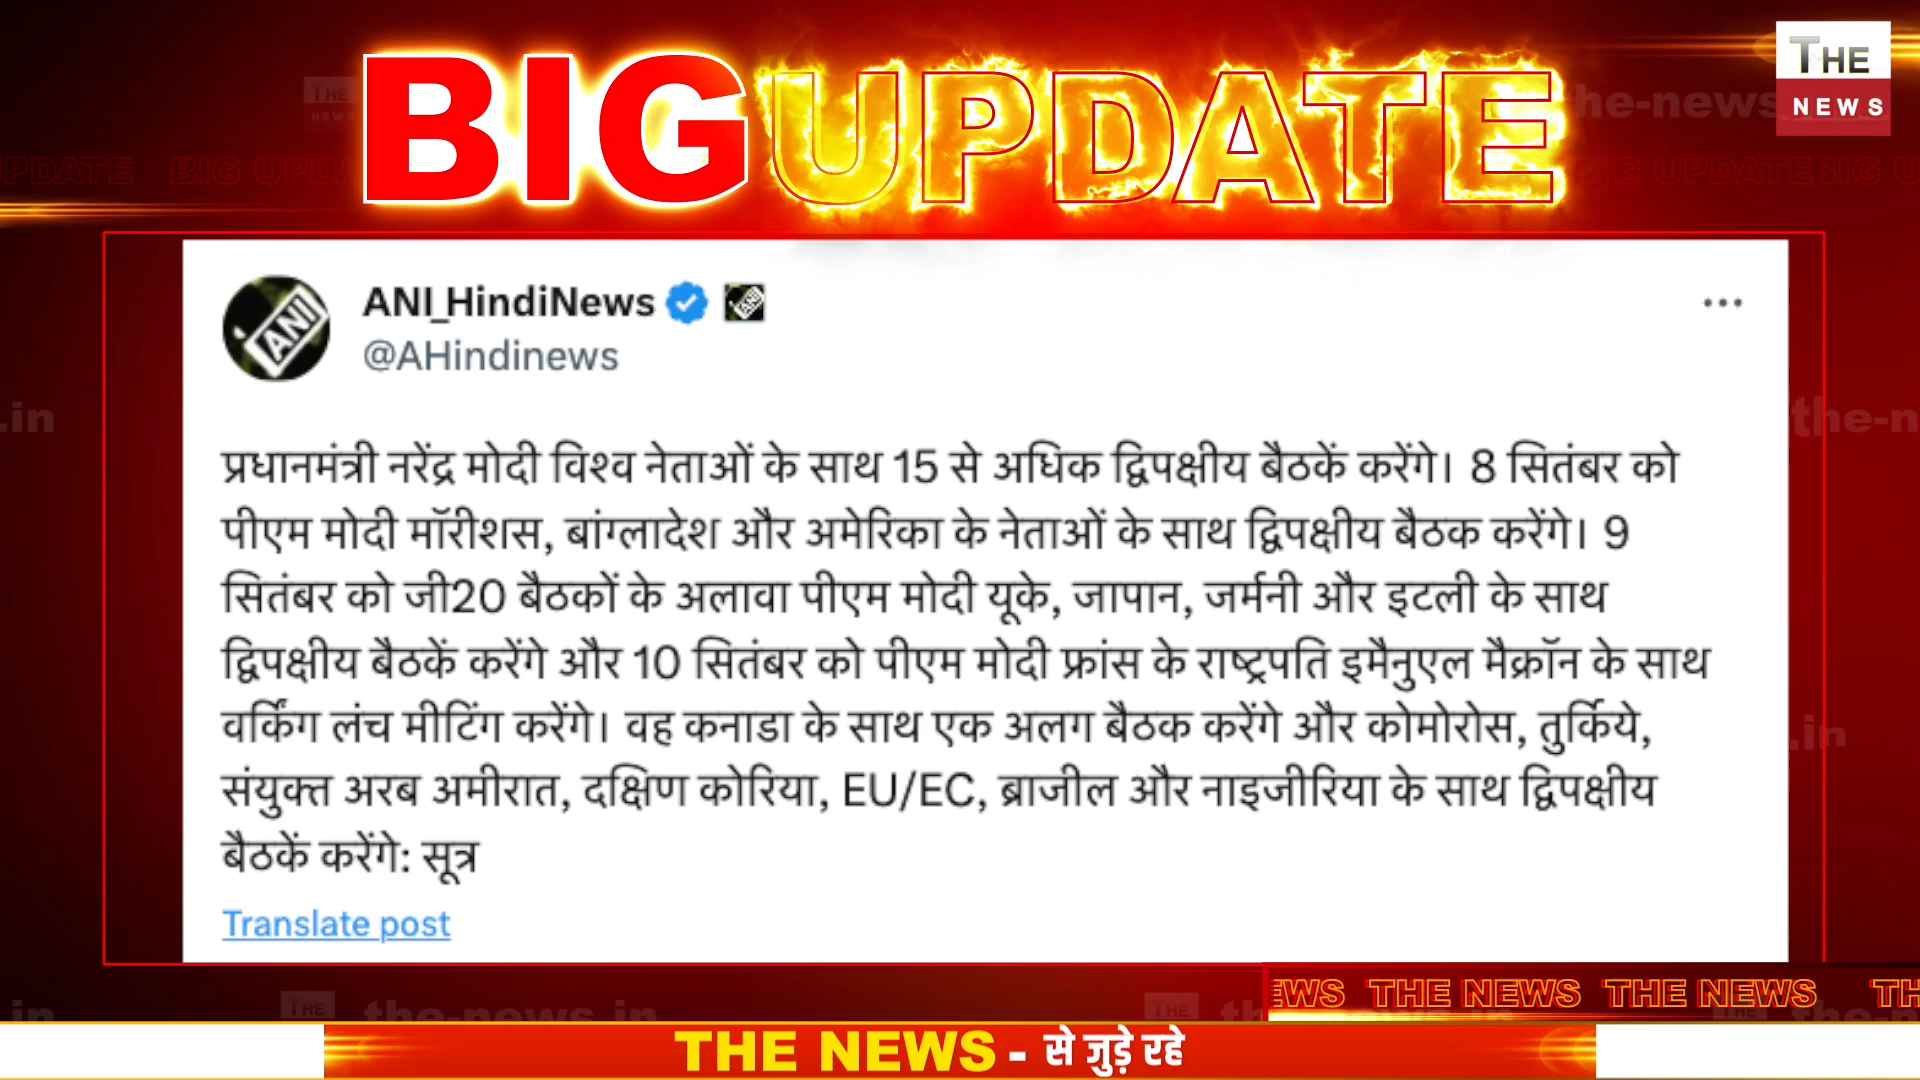 BIG UPDATE
THE
NEWS
ANI_HindiNews
@AHindinews
प्रधानमंत्री नरेंद्र मोदी विश्व नेताओं के साथ 15 से अधिक द्विपक्षीय बैठकें करेंगे। 8 सितंबर को
पीएम मोदी मॉरीशस, बांग्लादेश और अमेरिका के नेताओं के साथ द्विपक्षीय बैठक करेंगे। 9
सितंबर को जी20 बैठकों के अलावा पीएम मोदी यूके, जापान, जर्मनी और इटली के साथ
द्विपक्षीय बैठकें करेंगे और 10 सितंबर को पीएम मोदी फ्रांस के राष्ट्रपति इमैनुएल मैक्रॉन के साथ
वर्किंग लंच मीटिंग करेंगे। वह कनाडा के साथ एक अलग बैठक करेंगे और कोमोरोस, तुर्किये,
संयुक्त अरब अमीरात, दक्षिण कोरिया, EU/EC, ब्राजील और नाइजीरिया के साथ द्विपक्षीय
बैठकें करेंगे: सूत्र
Translate post
EWS THE NEWS THE NEWS TH
THE NEWS - से जुड़े रहे